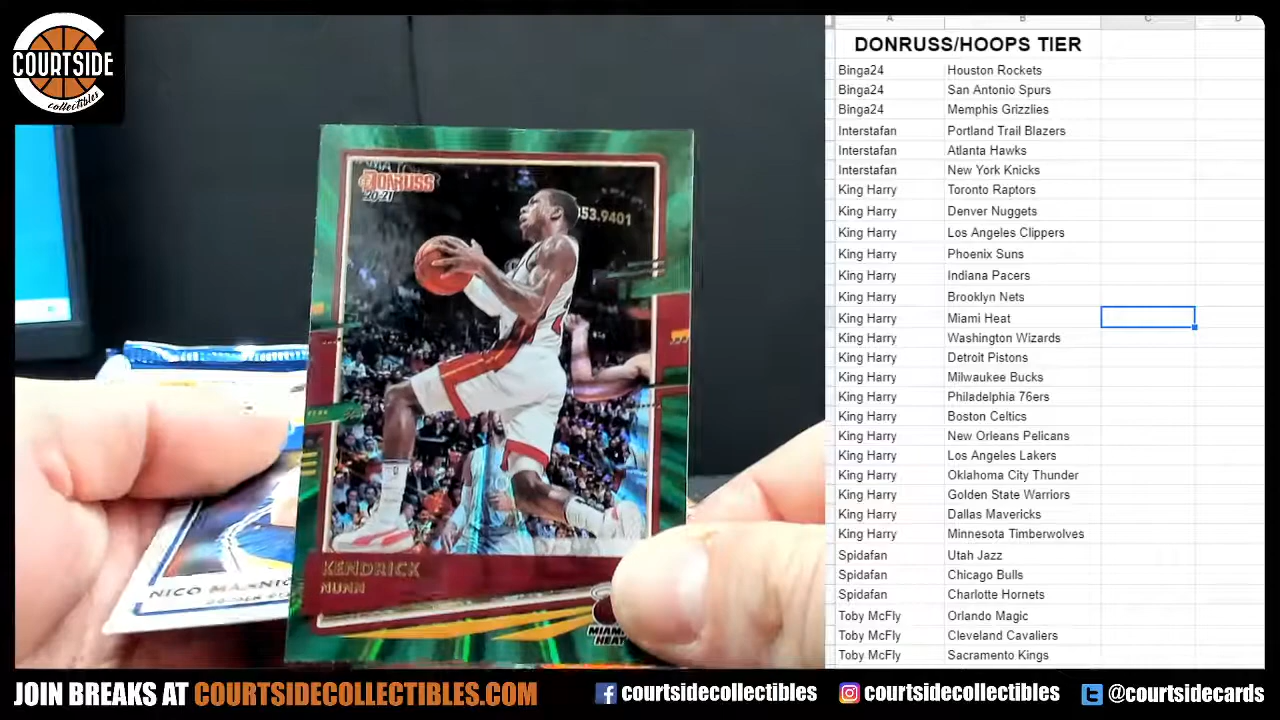 COURTSIDE
collectibles
DONRUSS
20-21
53.9401
KENDRICK
NUNN
MIAMI
HEAT
A B C D
DONRUSS/HOOPS TIER
Binga24 Houston Rockets
Binga24 San Antonio Spurs
Binga24 Memphis Grizzlies
Interstafan Portland Trail Blazers
Interstafan Atlanta Hawks
Interstafan New York Knicks
King Harry Toronto Raptors
King Harry Denver Nuggets
King Harry Los Angeles Clippers
King Harry Phoenix Suns
King Harry Indiana Pacers
King Harry Brooklyn Nets
King Harry Miami Heat
King Harry Washington Wizards
King Harry Detroit Pistons
King Harry Milwaukee Bucks
King Harry Philadelphia 76ers
King Harry Boston Celtics
King Harry New Orleans Pelicans
King Harry Los Angeles Lakers
King Harry Oklahoma City Thunder
King Harry Golden State Warriors
King Harry Dallas Mavericks
King Harry Minnesota Timberwolves
Spidafan Utah Jazz
Spidafan Chicago Bulls
Spidafan Charlotte Hornets
Toby McFly Orlando Magic
Toby McFly Cleveland Cavaliers
Toby McFly Sacramento Kings
NICO
JOIN BREAKS AT COURTSIDECOLLECTIBLES.COM
courtsidecollectibles
courtsidecollectibles
@courtsidecards